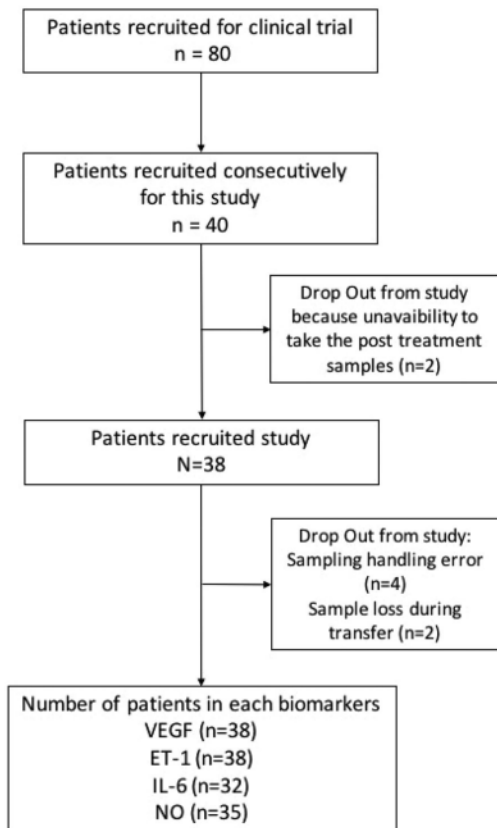 Patients recruited for clinical trial
n = 80
Patients recruited consecutively
for this study
n = 40
Drop Out from study
because unavaibility to
take the post treatment
samples (n=2)
Patients recruited study
N=38
Drop Out from study:
Sampling handling error
(n=4)
Sample loss during
transfer (n=2)
Number of patients in each biomarkers
VEGF (n=38)
ET-1 (n=38)
IL-6 (n=32)
NO (n=35)